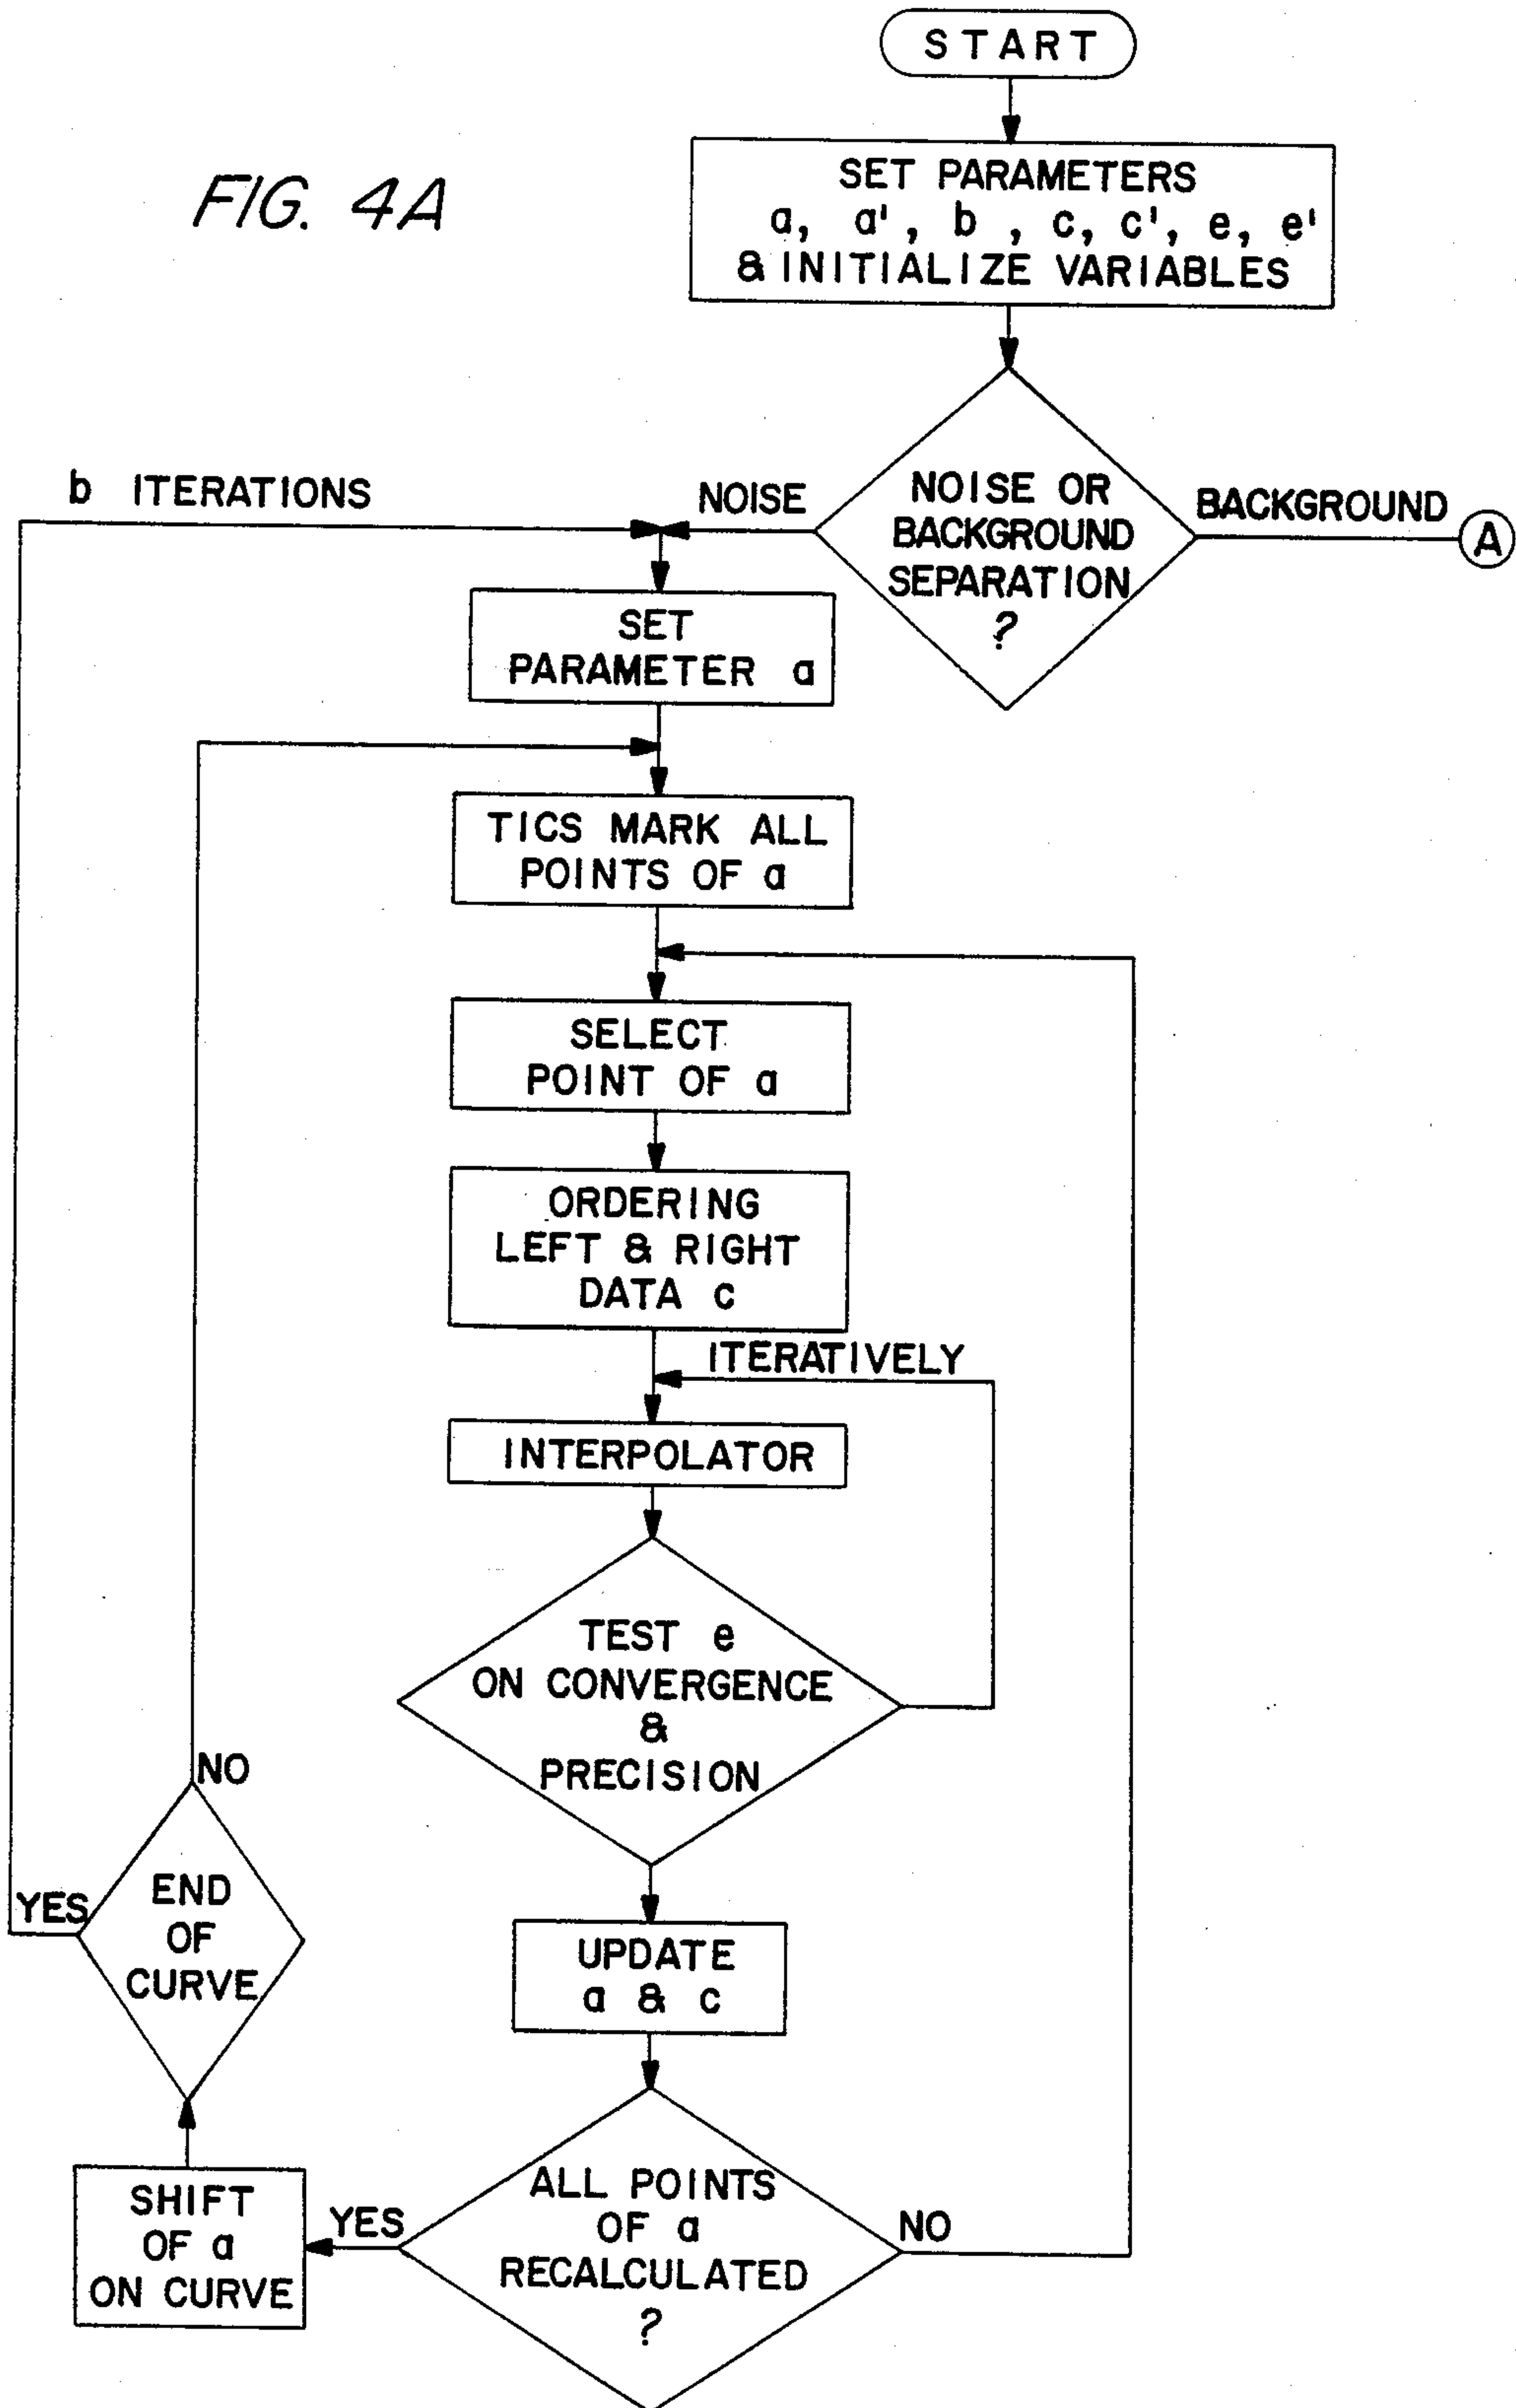 START
FIG. 4A
SET PARAMETERS
a, a', b, c, c', e, e'
& INITIALIZE VARIABLES
b ITERATIONS
NOISE
NOISE OR
BACKGROUND
SEPARATION
?
BACKGROUND
A
SET
PARAMETER a
TICS MARK ALL
POINTS OF a
SELECT
POINT OF a
ORDERING
LEFT & RIGHT
DATA c
ITERATIVELY
INTERPOLATOR
TEST e
ON CONVERGENCE
&
PRECISION
NO
YES
END
OF
CURVE
UPDATE
a & c
SHIFT
OF a
ON CURVE
YES
ALL POINTS
OF a
RECALCULATED
?
NO